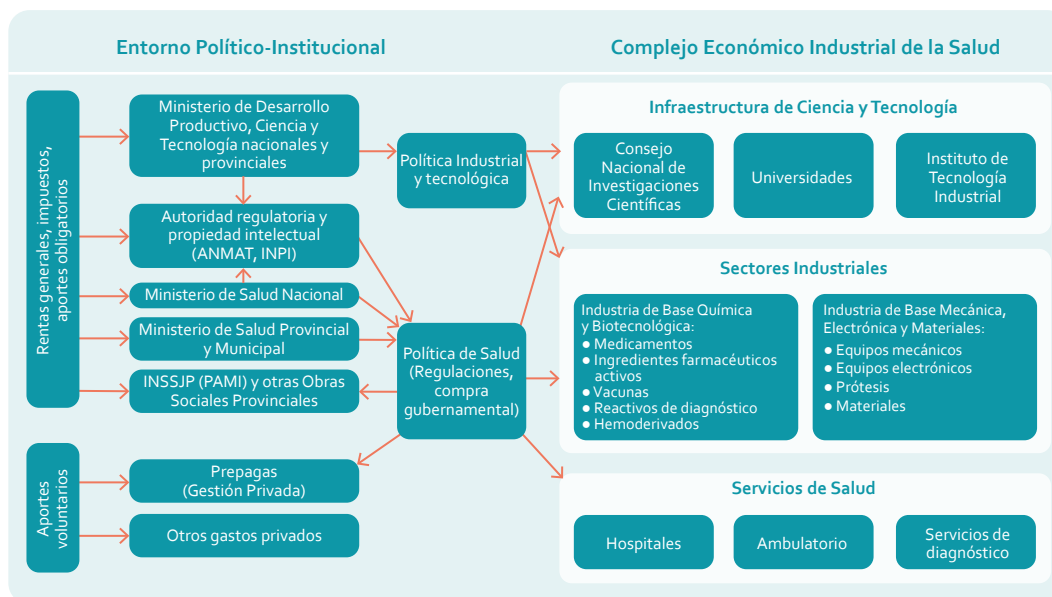 Entorno Político-Institucional
Complejo Económico Industrial de la Salud
Rentas generales, impuestos,
aportes obligatorios
Ministerio de Desarrollo
Productivo, Ciencia y
Tecnología nacionales y
provinciales
Autoridad regulatoria y
propiedad intelectual
(ANMAT, INPI)
Ministerio de Salud Nacional
Ministerio de Salud Provincial
y Municipal
INSSJP (PAMI) y otras Obras
Sociales Provinciales
Aportes
voluntarios
Prepagas
(Gestión Privada)
Otros gastos privados
Política Industrial
y tecnológica
Política de Salud
(Regulaciones,
compra
gubernamental)
Infraestructura de Ciencia y Tecnología
Consejo
Nacional de
Investigaciones
Científicas
Universidades
Instituto de
Tecnología
Industrial
Sectores Industriales
Industria de Base Química
y Biotecnológica:
● Medicamentos
● Ingredientes farmacéuticos
activos
● Vacunas
● Reactivos de diagnóstico
● Hemoderivados
Industria de Base Mecánica,
Electrónica y Materiales:
● Equipos mecánicos
● Equipos electrónicos
● Prótesis
● Materiales
Servicios de Salud
Hospitales
Ambulatorio
Servicios de
diagnóstico